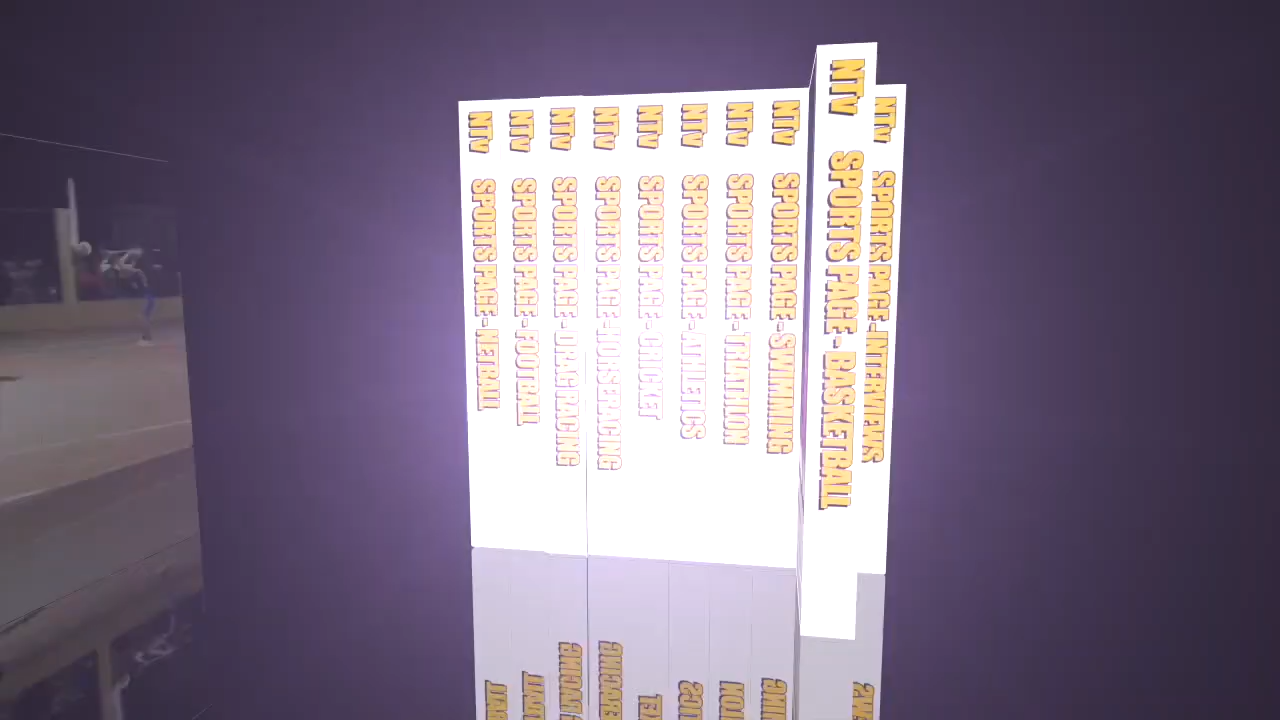 NTV SPORTS PAGE - NETBALL
NTV SPORTS PAGE - FOOTBALL
NTV SPORTS PAGE - DRAG RACING
NTV SPORTS PAGE - HORSERACING
NTV SPORTS PAGE - CRICKET
NTV SPORTS PAGE - ATHLETICS
NTV SPORTS PAGE - TRIATHLON
NTV SPORTS PAGE - SWIMMING
NTV SPORTS PAGE - BASKETBALL
NTV SPORTS PAGE - INTERVIEWS